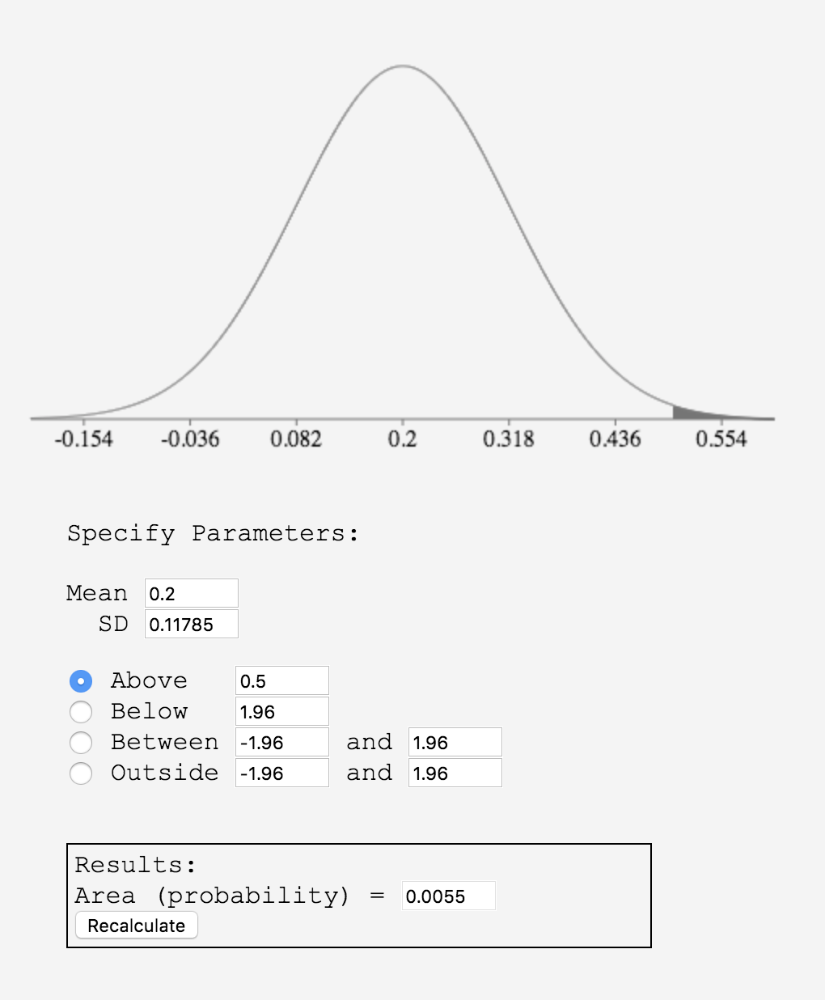 -0.154 -0.036 0.082 0.2 0.318 0.436 0.554
Specify Parameters:
Mean 0.2
SD 0.11785
Above 0.5
Below 1.96
Between -1.96 and 1.96
Outside -1.96 and 1.96
Results:
Area (probability) = 0.0055
Recalculate